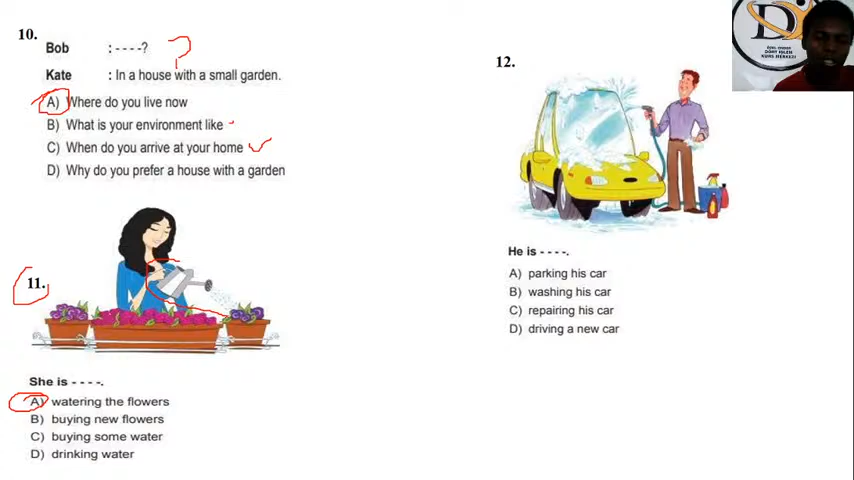 10.
Bob : - - - -?
Kate : In a house with a small garden.
A) Where do you live now
B) What is your environment like
C) When do you arrive at your home
D) Why do you prefer a house with a garden
11.
She is - - - -.
A) watering the flowers
B) buying new flowers
C) buying some water
D) drinking water
12.
He is - - - -.
A) parking his car
B) washing his car
C) repairing his car
D) driving a new car